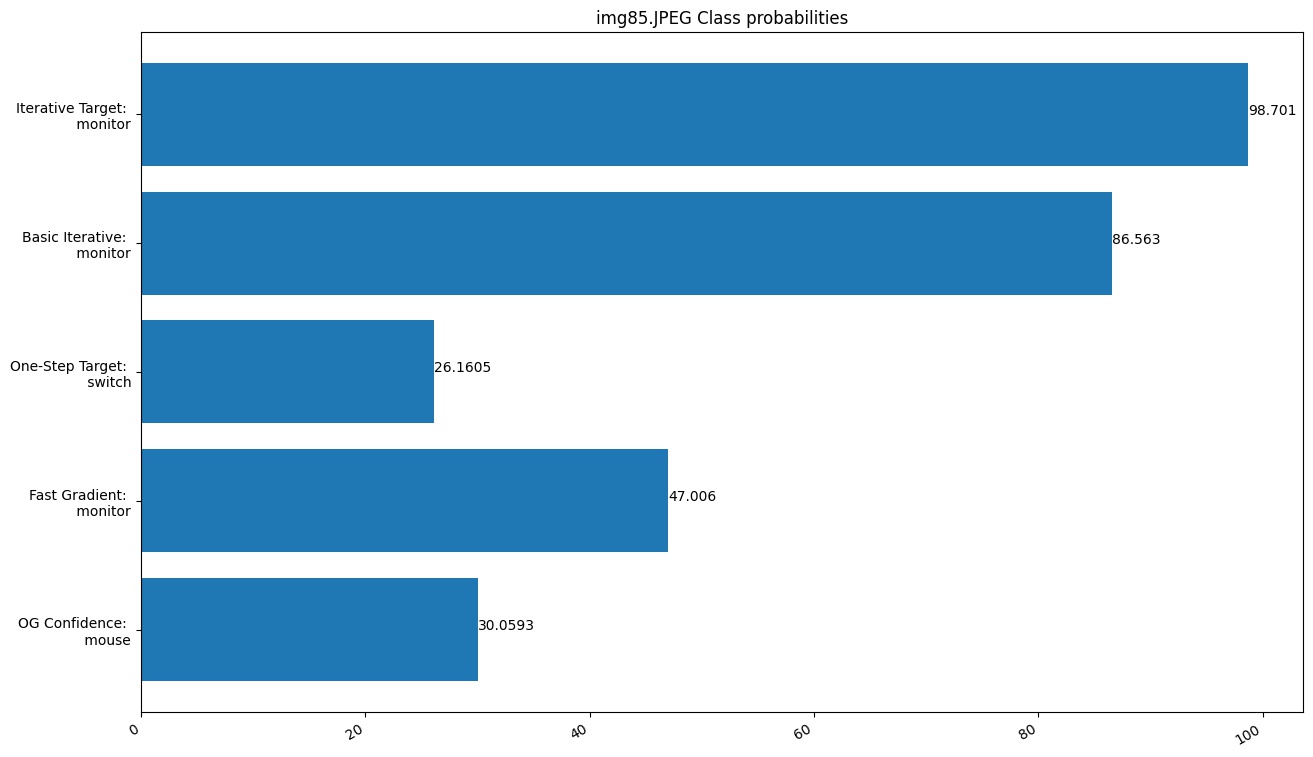 img85.JPEG Class probabilities
Iterative Target:
monitor
98.701
Basic Iterative:
monitor
86.563
One-Step Target:
switch
26.1605
Fast Gradient:
monitor
47.006
OG Confidence:
mouse
30.0593
0
20
40
60
80
100